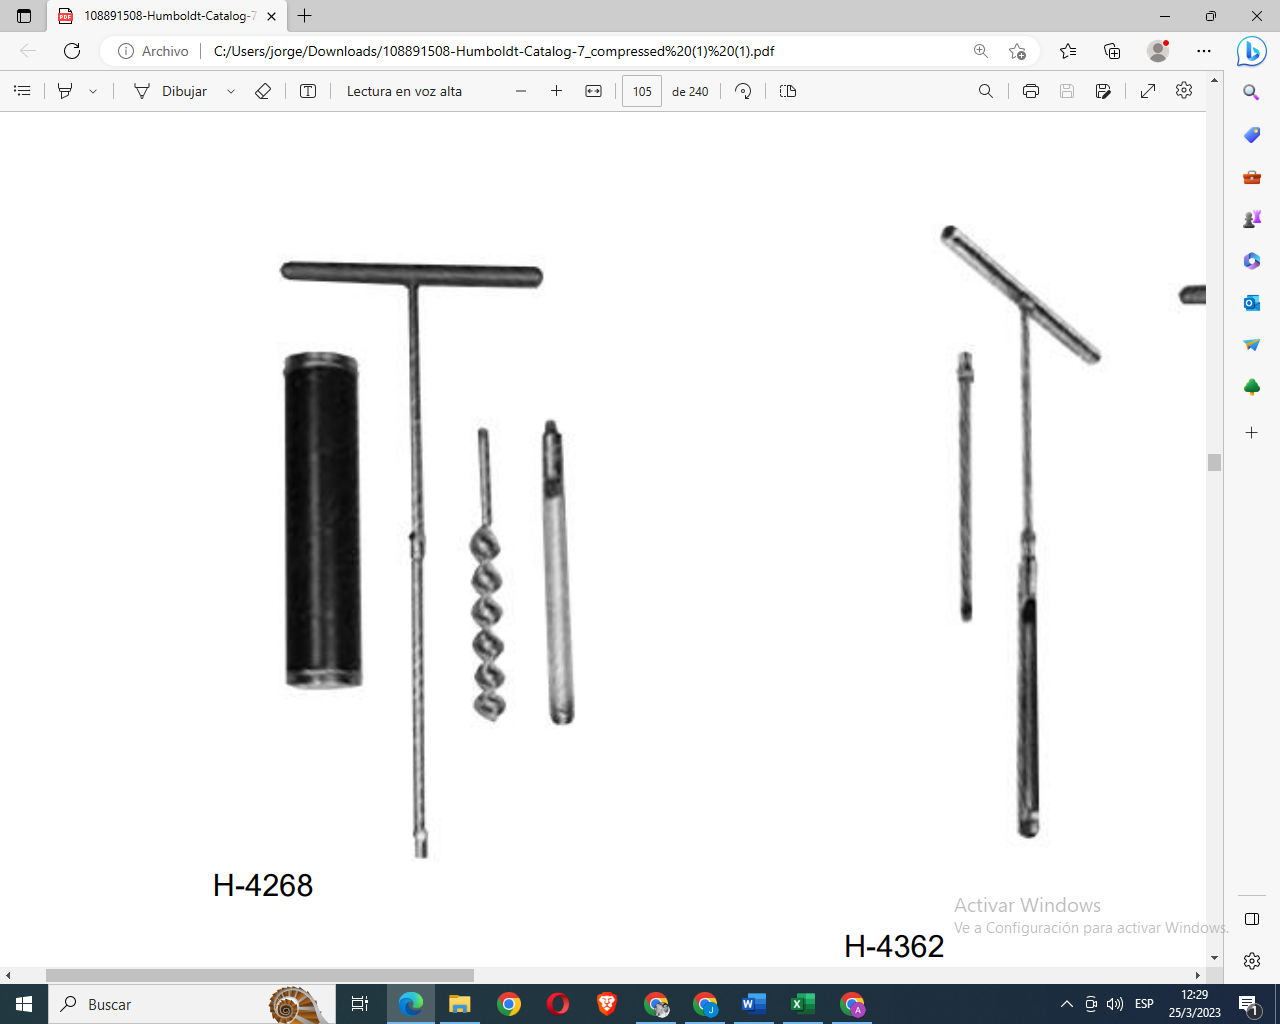 108891508-Humboldt-Catalog-7
Archivo
C:/Users/jorge/Downloads/108891508-Humboldt-Catalog-7_compressed%20(1)%20(1).pdf
Dibujar
Lectura en voz alta
105
de 240
H-4268
H-4362
Activar Windows
Ve a Configuración para activar Windows.
Buscar
ESP
12:29
25/3/2023
1